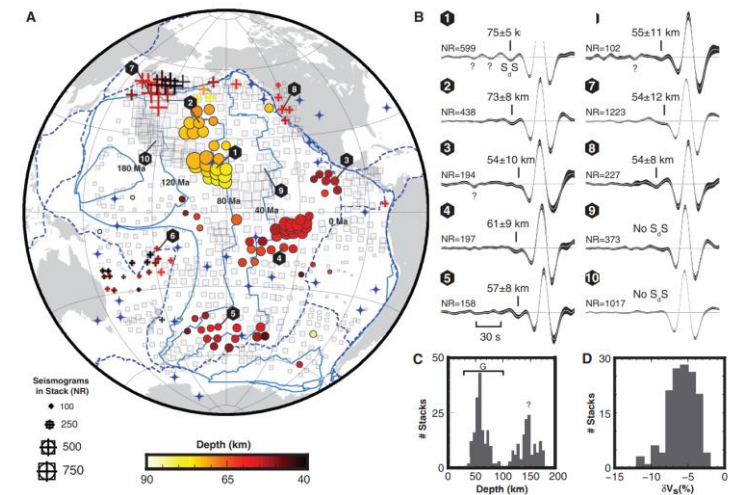 A
7
8
2
1
3
10
180 Ma
120 Ma
9
80 Ma
40 Ma
0 Ma
6
4
5
Seismograms
in Stack (NR)
100
250
500
750
Depth (km)
90
65
40
B
1
75±5 k
NR=599
? ? SdS
2
73±8 km
NR=438
3
54±10 km
NR=194
?
4
61±9 km
NR=197
5
57±8 km
NR=158
30 s
55±11 km
NR=102
?
7
54±12 km
NR=1223
8
54±8 km
NR=227
9
No SdS
NR=373
10
No SdS
NR=1017
C
50
25
0
# Stacks
G
?
0 50 100 150 200
Depth (km)
D
30
15
0
# Stacks
−15 −10 −5 0
δVS(%)